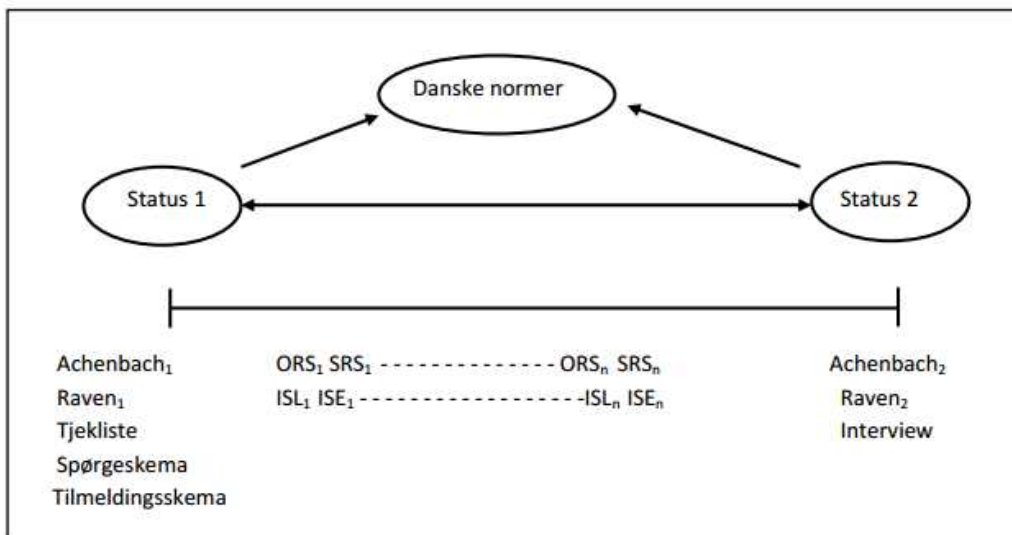 Danske normer
Status 1
Status 2
Achenbach₁ ORS₁ SRS₁ - - - - - - - - - - - - - - ORSₙ SRSₙ Achenbach₂
Raven₁ ISL₁ ISE₁ - - - - - - - - - - - - - - - - - - -ISLₙ ISEₙ Raven₂
Tjekliste Interview
Spørgeskema
Tilmeldingsskema